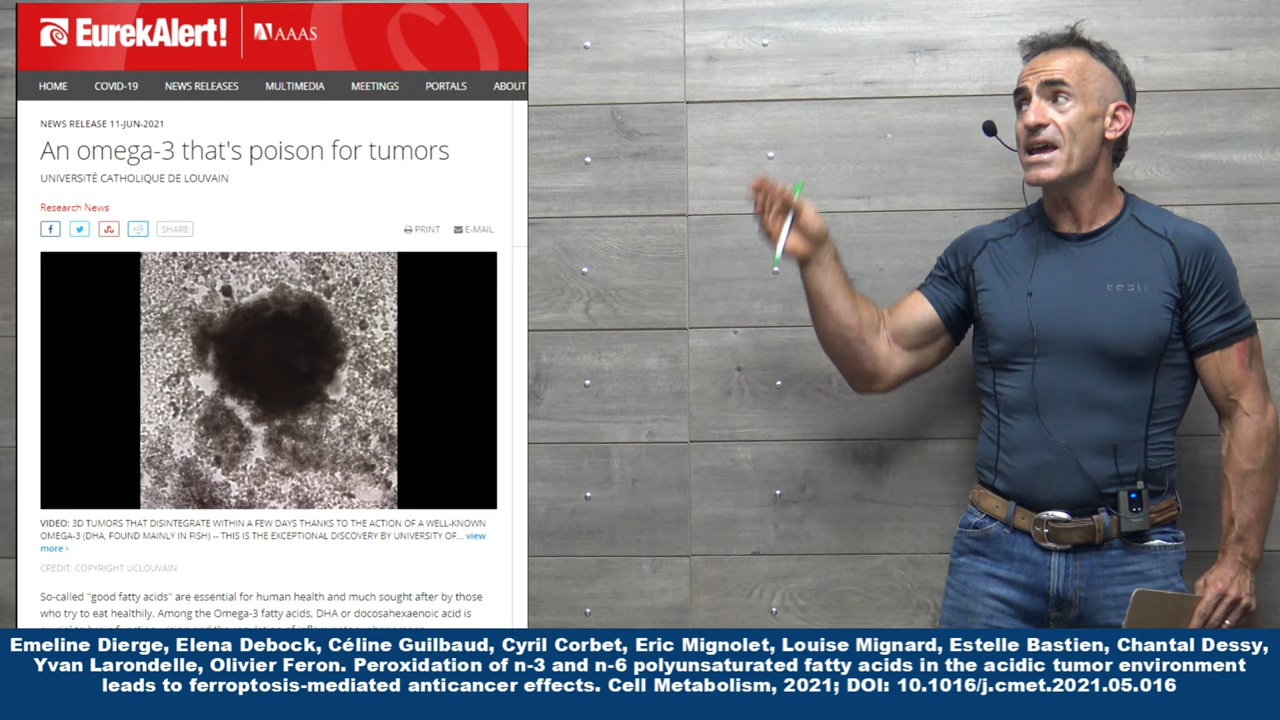 EurekAlert! AAAS
HOME COVID-19 NEWS RELEASES MULTIMEDIA MEETINGS PORTALS ABOUT
NEWS RELEASE 11-JUN-2021
An omega-3 that's poison for tumors
UNIVERSITÉ CATHOLIQUE DE LOUVAIN
Research News
SHARE PRINT E-MAIL
VIDEO: 3D TUMORS THAT DISINTEGRATE WITHIN A FEW DAYS THANKS TO THE ACTION OF A WELL-KNOWN
OMEGA-3 (DHA, FOUND MAINLY IN FISH) -- THIS IS THE EXCEPTIONAL DISCOVERY BY UNIVERSITY OF... view
more ›
CREDIT: COPYRIGHT UCLOUVAIN
So-called "good fatty acids" are essential for human health and much sought after by those
who try to eat healthily. Among the Omega-3 fatty acids, DHA or docosahexaenoic acid is
Emeline Dierge, Elena Debock, Céline Guilbaud, Cyril Corbet, Eric Mignolet, Louise Mignard, Estelle Bastien, Chantal Dessy,
Yvan Larondelle, Olivier Feron. Peroxidation of n-3 and n-6 polyunsaturated fatty acids in the acidic tumor environment
leads to ferroptosis-mediated anticancer effects. Cell Metabolism, 2021; DOI: 10.1016/j.cmet.2021.05.016